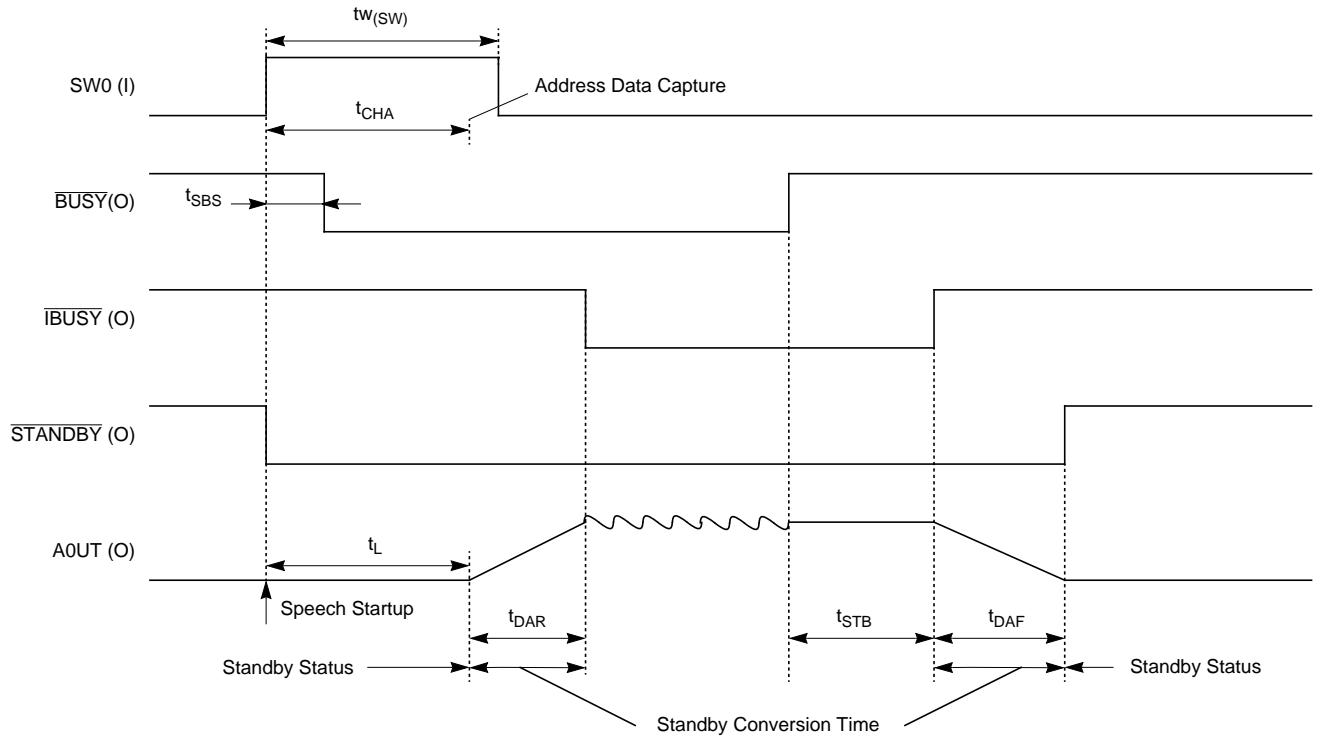 tw(SW)
SW0 (I)
Address Data Capture
tCHA
BUSY(O)
tSBS
IBUSY (O)
STANDBY (O)
A0UT (O)
tL
Speech Startup
tDAR
tSTB
tDAF
Standby Status
Standby Status
Standby Conversion Time